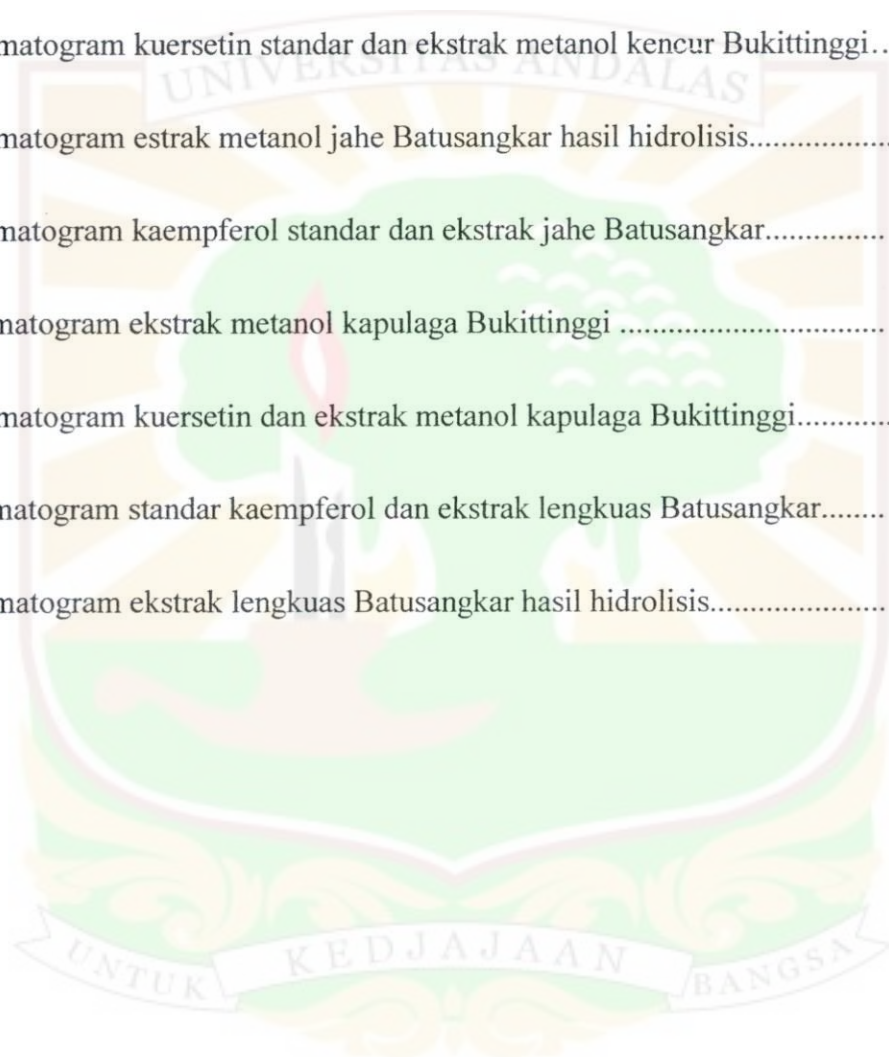 matogram kuersetin standar dan ekstrak metanol kencur Bukittinggi..
UNIVERSITAS ANDALAS
matogram estrak metanol jahe Batusangkar hasil hidrolisis..................
matogram kaempferol standar dan ekstrak jahe Batusangkar...............
matogram ekstrak metanol kapulaga Bukittinggi .................................
matogram kuersetin dan ekstrak metanol kapulaga Bukittinggi............
matogram standar kaempferol dan ekstrak lengkuas Batusangkar........
matogram ekstrak lengkuas Batusangkar hasil hidrolisis......................
UNTUK KEDJAJAAN BANGSA